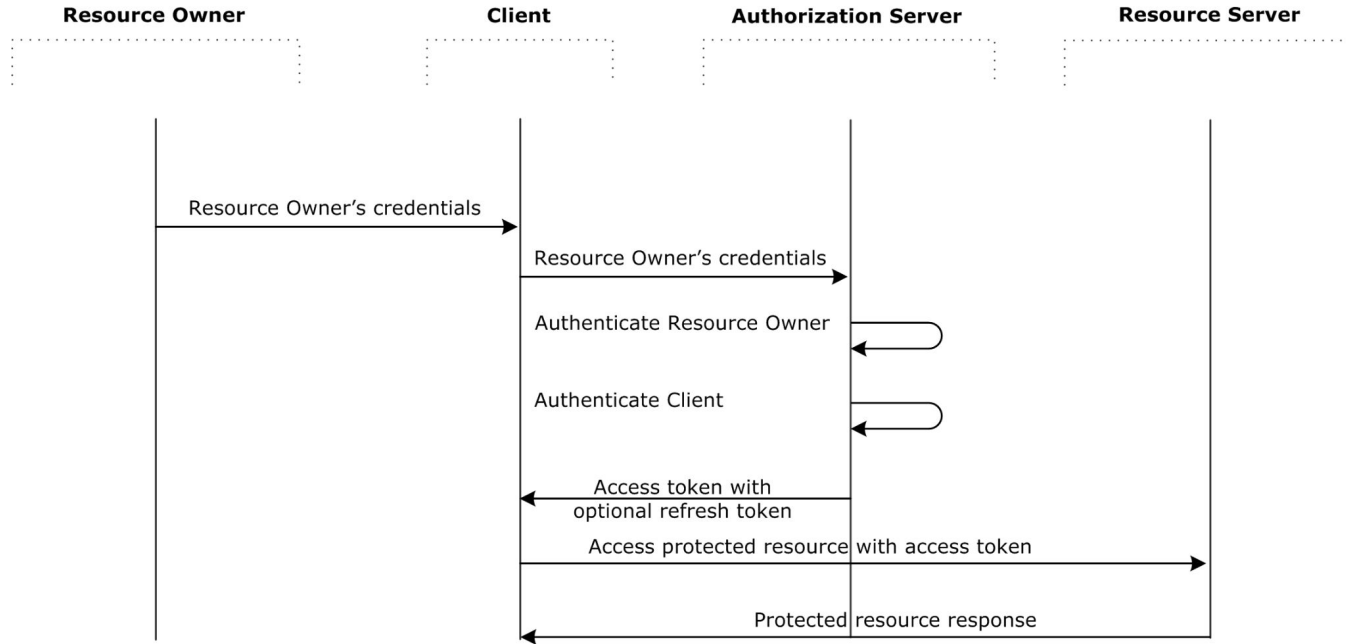 Resource Owner
Client
Authorization Server
Resource Server
Resource Owner’s credentials
Resource Owner’s credentials
Authenticate Resource Owner
Authenticate Client
Access token with
optional refresh token
Access protected resource with access token
Protected resource response